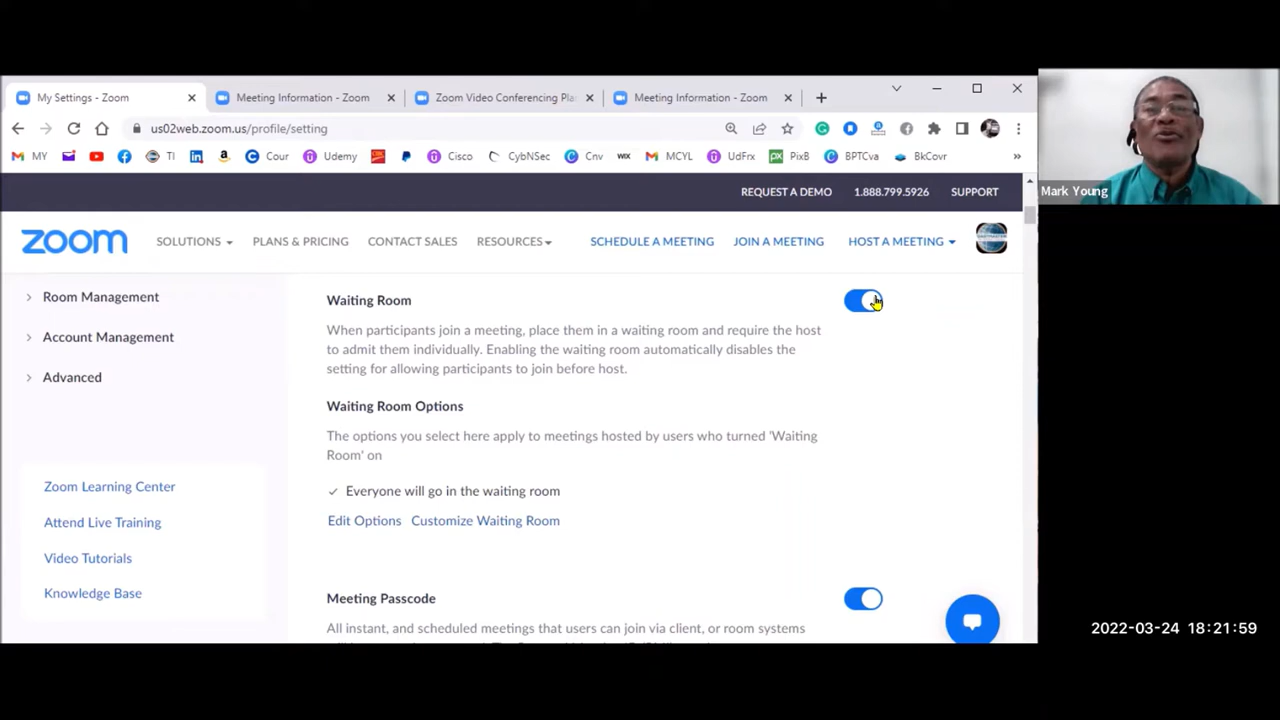 My Settings - Zoom
Meeting Information - Zoom
Zoom Video Conferencing Pla
Meeting Information - Zoom
us02web.zoom.us/profile/setting
MY
TI
Cour
Udemy
Cisco
CybNSec
Cnv
WIX
MCYL
UdFrx
PX
PixB
BPTCva
BkCovr
REQUEST A DEMO 1.888.799.5926 SUPPORT
Mark Young
zoom
SOLUTIONS PLANS & PRICING CONTACT SALES RESOURCES SCHEDULE A MEETING JOIN A MEETING HOST A MEETING
Room Management
Account Management
Advanced
Zoom Learning Center
Attend Live Training
Video Tutorials
Knowledge Base
Waiting Room
When participants join a meeting, place them in a waiting room and require the host
to admit them individually. Enabling the waiting room automatically disables the
setting for allowing participants to join before host.
Waiting Room Options
The options you select here apply to meetings hosted by users who turned 'Waiting
Room' on
Everyone will go in the waiting room
Edit Options Customize Waiting Room
Meeting Passcode
All instant, and scheduled meetings that users can join via client, or room systems
2022-03-24 18:21:59